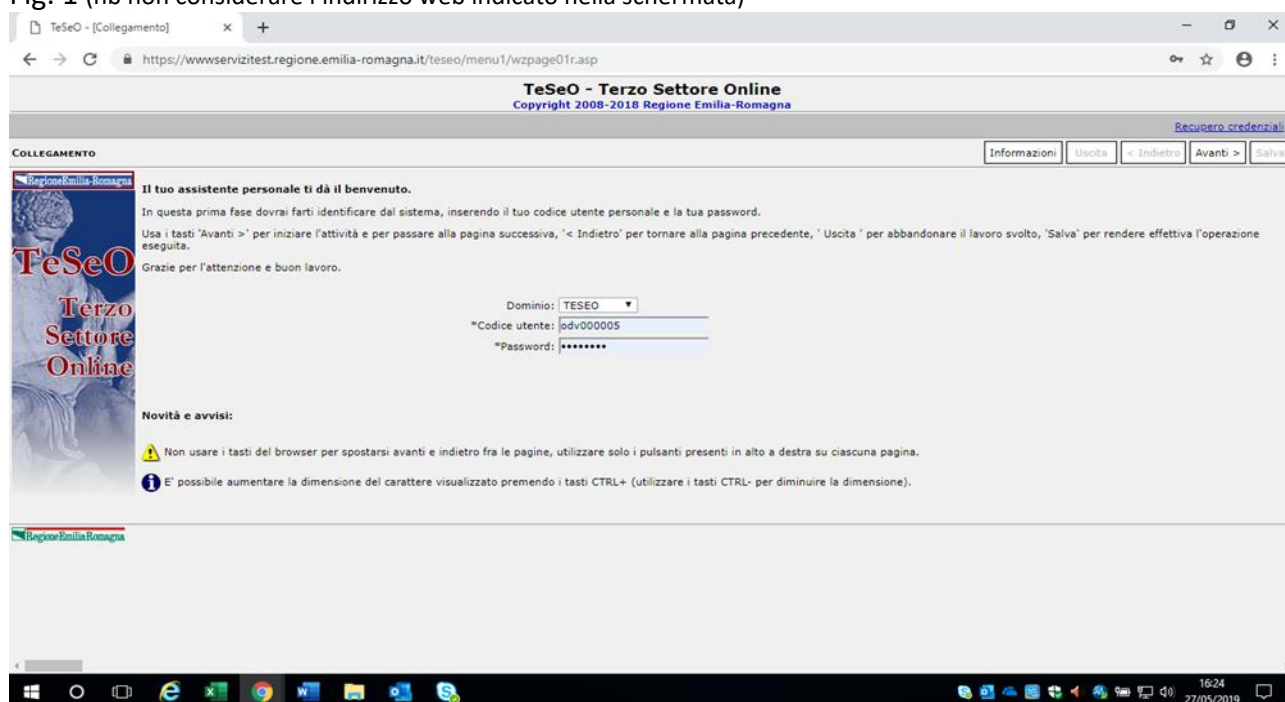 Fig. 1 (nb non considerare l'indirizzo web indicato nella schermata)
TeSeO - [Collegamento]
https://wwwservizitest.regione.emilia-romagna.it/teseo/menu1/wzpage01r.asp
TeSeO - Terzo Settore Online
Copyright 2008-2018 Regione Emilia-Romagna
Recupero credenziali
COLLEGAMENTO
Informazioni Uscita < Indietro Avanti > Salva
RegioneEmilia-Romagna
TeSeO
Terzo
Settore
Online
Il tuo assistente personale ti dà il benvenuto.
In questa prima fase dovrai farti identificare dal sistema, inserendo il tuo codice utente personale e la tua password.
Usa i tasti 'Avanti >' per iniziare l'attività e per passare alla pagina successiva, '< Indietro' per tornare alla pagina precedente, ' Uscita ' per abbandonare il lavoro svolto, 'Salva' per rendere effettiva l'operazione
eseguita.
Grazie per l'attenzione e buon lavoro.
Dominio: TESEO
*Codice utente: odv000005
*Password: ••••••••
Novità e avvisi:
Non usare i tasti del browser per spostarsi avanti e indietro fra le pagine, utilizzare solo i pulsanti presenti in alto a destra su ciascuna pagina.
E' possibile aumentare la dimensione del carattere visualizzato premendo i tasti CTRL+ (utilizzare i tasti CTRL- per diminuire la dimensione).
RegioneEmiliaRomagna
16:24
27/05/2019